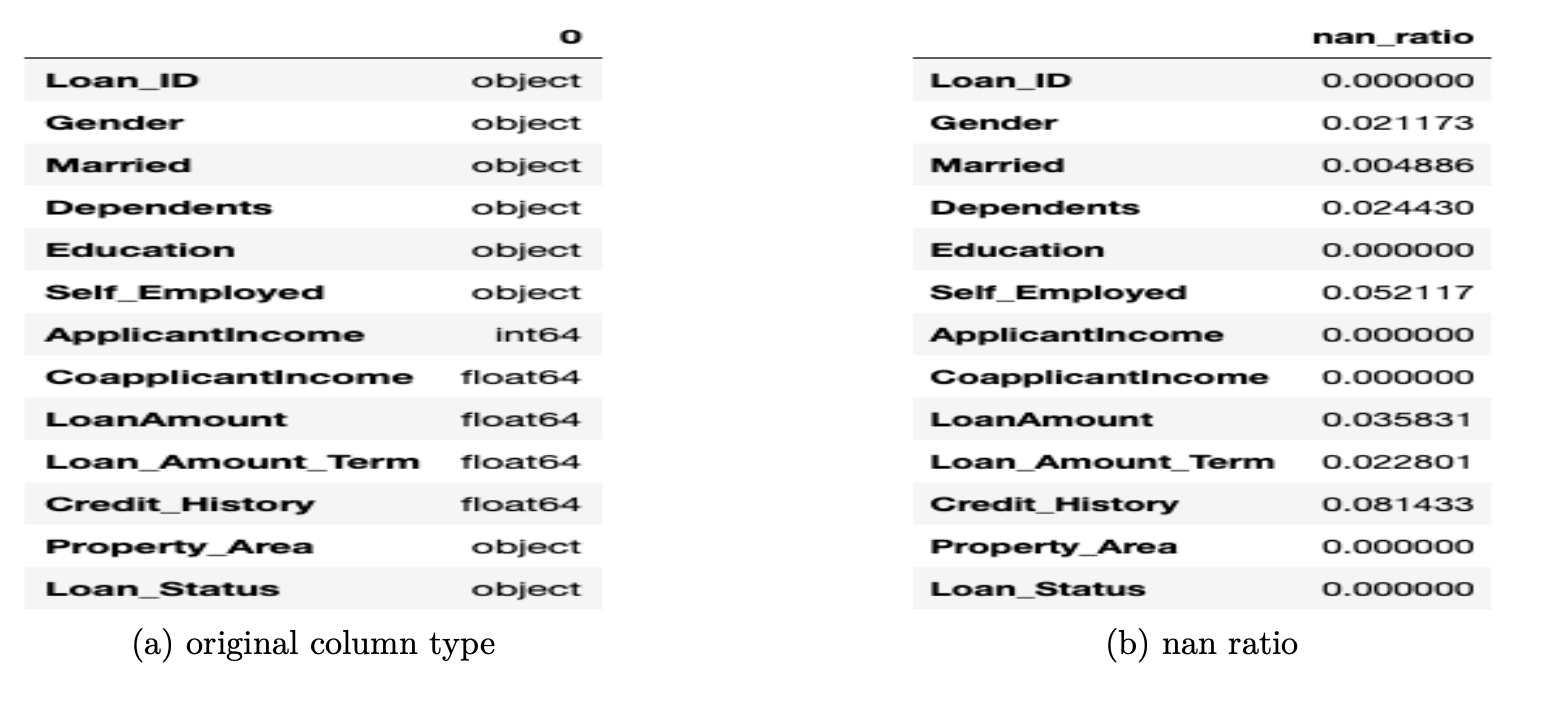 0
Loan_ID object
Gender object
Married object
Dependents object
Education object
Self_Employed object
ApplicantIncome int64
CoapplicantIncome float64
LoanAmount float64
Loan_Amount_Term float64
Credit_History float64
Property_Area object
Loan_Status object
(a) original column type
nan_ratio
Loan_ID 0.000000
Gender 0.021173
Married 0.004886
Dependents 0.024430
Education 0.000000
Self_Employed 0.052117
ApplicantIncome 0.000000
CoapplicantIncome 0.000000
LoanAmount 0.035831
Loan_Amount_Term 0.022801
Credit_History 0.081433
Property_Area 0.000000
Loan_Status 0.000000
(b) nan ratio